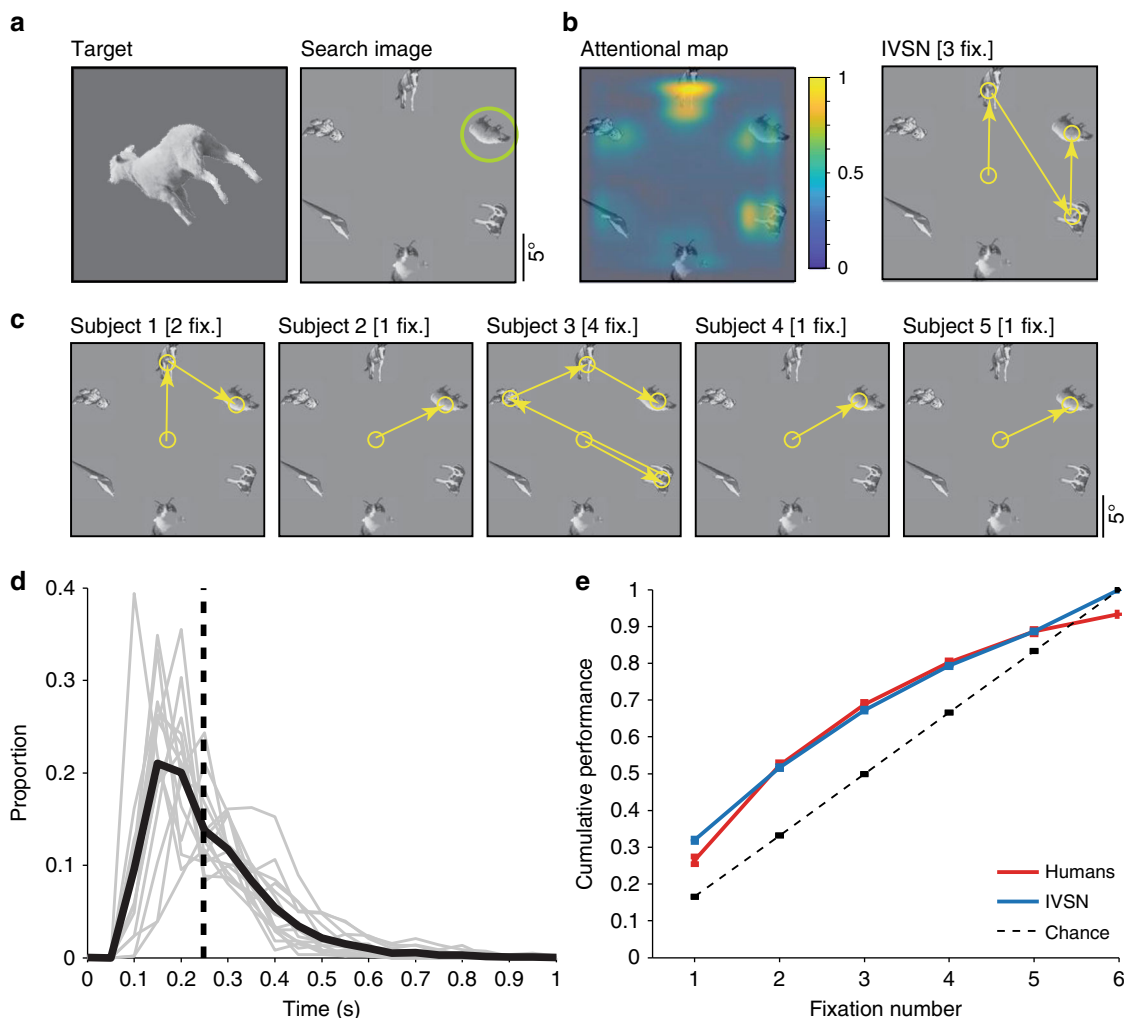 a
Target
Search image
5°
b
Attentional map
1
0.5
0
IVSN [3 fix.]
c
Subject 1 [2 fix.]
Subject 2 [1 fix.]
Subject 3 [4 fix.]
Subject 4 [1 fix.]
Subject 5 [1 fix.]
5°
d
0.4
0.3
0.2
0.1
0
Proportion
0 0.1 0.2 0.3 0.4 0.5 0.6 0.7 0.8 0.9 1
Time (s)
e
1
0.9
0.8
0.7
0.6
0.5
0.4
0.3
0.2
0.1
0
Cumulative performance
Humans
IVSN
Chance
1 2 3 4 5 6
Fixation number